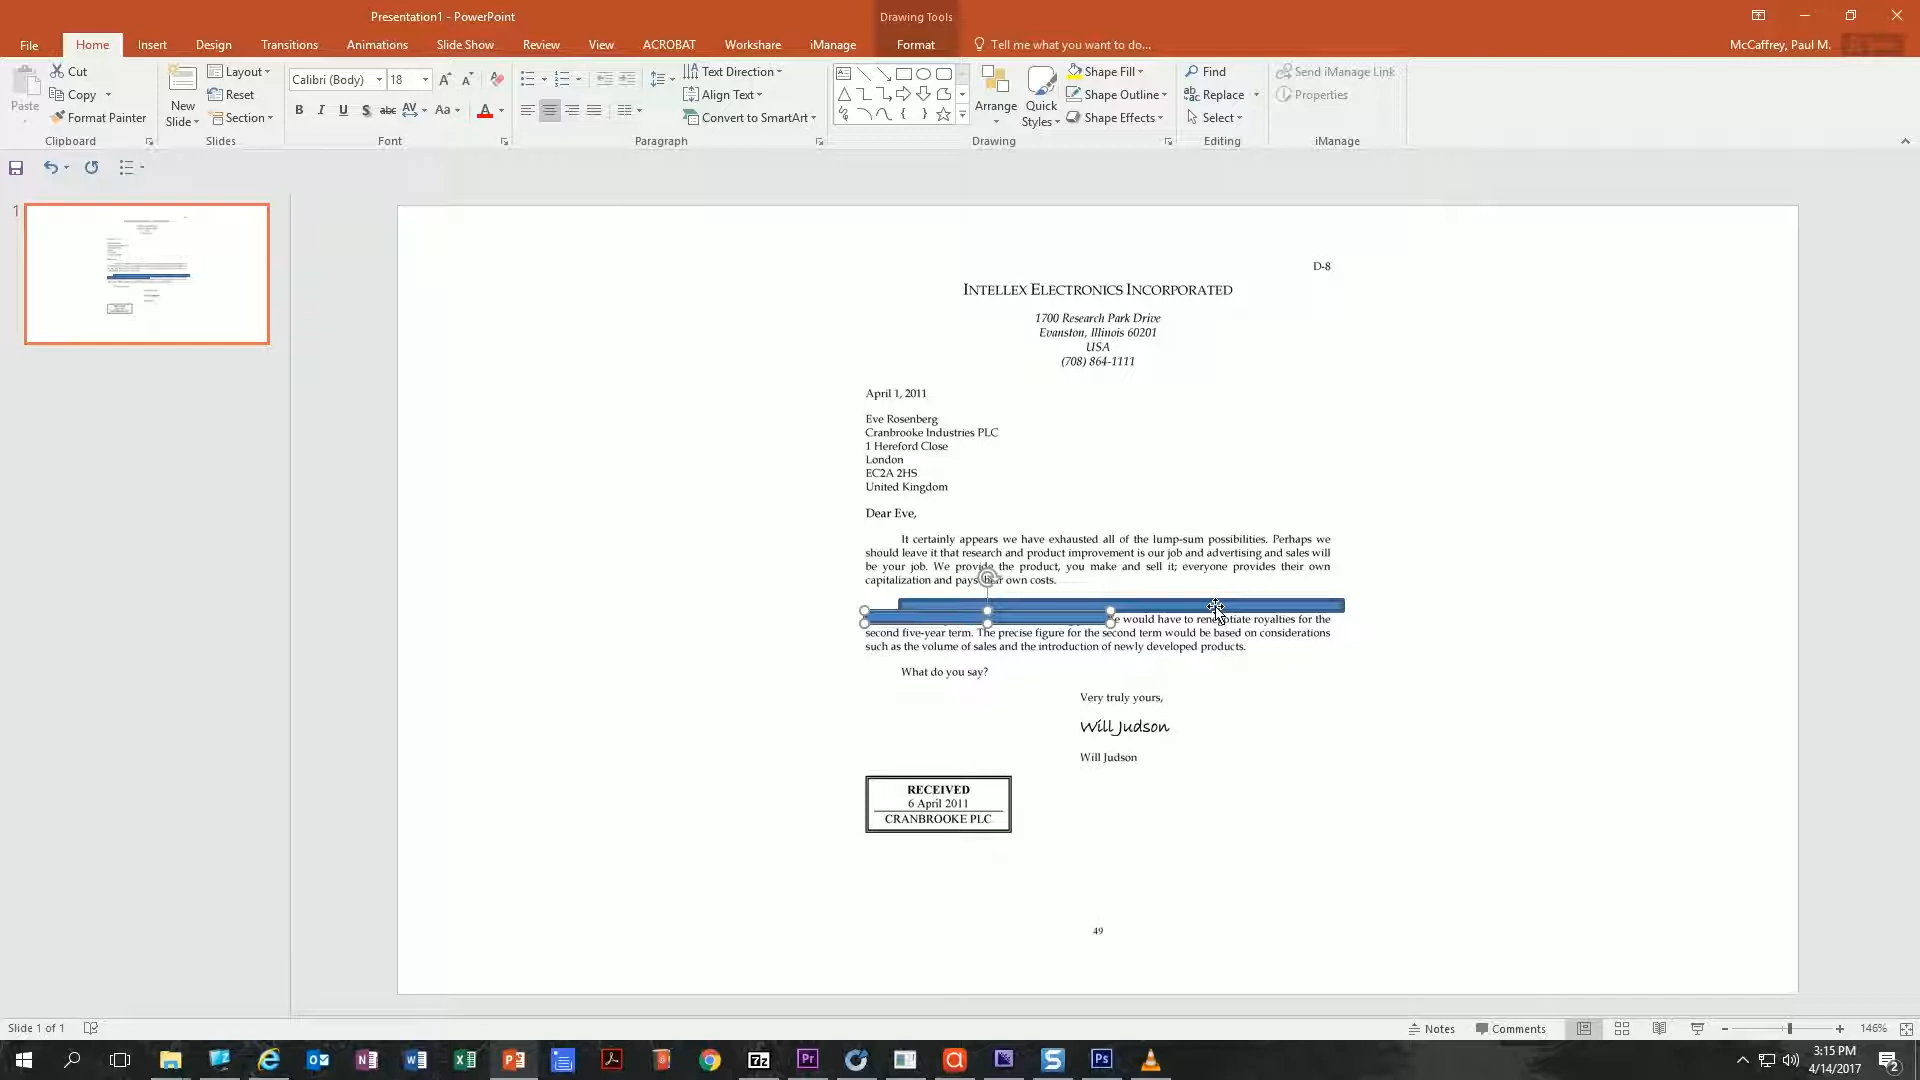 Presentation1 - PowerPoint
Drawing Tools
File Home Insert Design Transitions Animations Slide Show Review View ACROBAT Workshare iManage Format Tell me what you want to do...
McCaffrey, Paul M.
Paste
Cut
Copy
Format Painter
Clipboard
New
Slide
Layout
Reset
Section
Slides
Calibri (Body) 18
B I U S abc AV Aa A
Font
Text Direction
Align Text
Convert to SmartArt
Paragraph
Arrange
Quick
Styles
Shape Fill
Shape Outline
Shape Effects
Drawing
Find
Replace
Select
Editing
Send iManage Link
Properties
iManage
1
D-8
INTELLEX ELECTRONICS INCORPORATED
1700 Research Park Drive
Evanston, Illinois 60201
USA
(708) 864-1111
April 1, 2011
Eve Rosenberg
Cranbrooke Industries PLC
1 Hereford Close
London
EC2A 2HS
United Kingdom
Dear Eve,
It certainly appears we have exhausted all of the lump-sum possibilities. Perhaps we
should leave it that research and product improvement is our job and advertising and sales will
be your job. We provide the product, you make and sell it; everyone provides their own
capitalization and pays their own costs.
would have to renegotiate royalties for the
second five-year term. The precise figure for the second term would be based on considerations
such as the volume of sales and the introduction of newly developed products.
What do you say?
Very truly yours,
Will Judson
Will Judson
RECEIVED
6 April 2011
CRANBROOKE PLC
49
Slide 1 of 1
Notes
Comments
146%
3:15 PM
4/14/2017
2